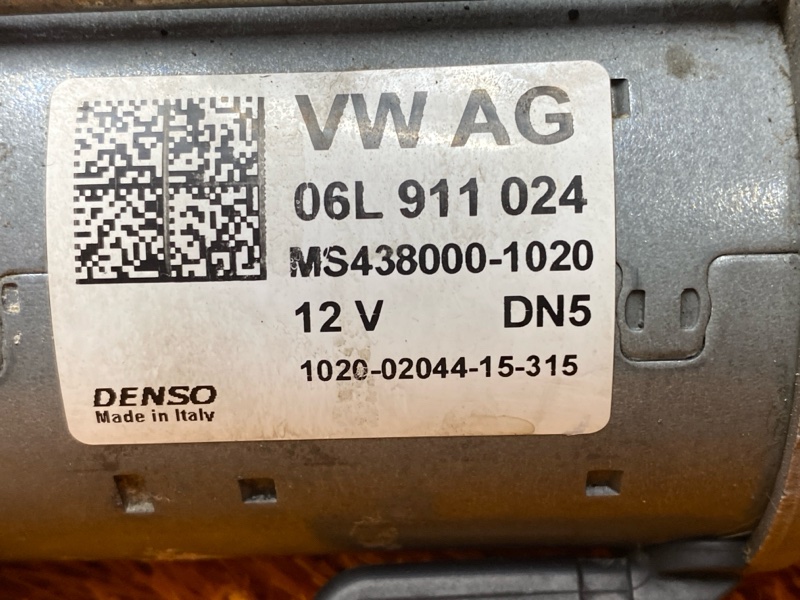 VW AG
06L 911 024
MS438000-1020
12 V DN5
1020-02044-15-315
DENSO
Made in Italy